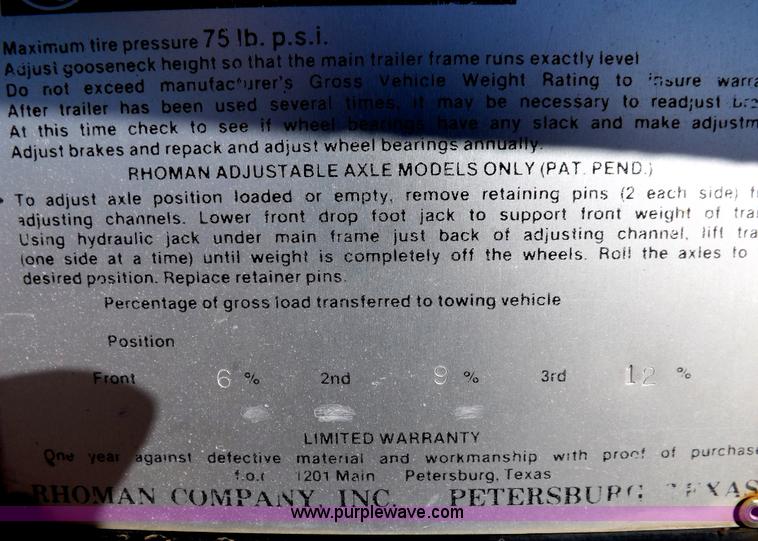 Maximum tire pressure 75 lb. p.s.i.
Adjust gooseneck height so that the main trailer frame runs exactly level
Do not exceed manufacturer's Gross Vehicle Weight Rating to insure warra
After trailer has been used several times, it may be necessary to readjust
At this time check to see if wheel bearings have any slack and make adjustm
Adjust brakes and repack and adjust wheel bearings annually.
RHOMAN ADJUSTABLE AXLE MODELS ONLY (PAT. PEND.)
To adjust axle position loaded or empty, remove retaining pins (2 each side)
adjusting channels. Lower front drop foot jack to support front weight of trai
Using hydraulic jack under main frame just back of adjusting channel, lift tra
(one side at a time) until weight is completely off the wheels. Roll the axles to
desired position. Replace retainer pins.
Percentage of gross load transferred to towing vehicle
Position
Front 6 % 2nd 9 % 3rd 12 %
LIMITED WARRANTY
One year against defective material and workmanship with proof of purchase
f.o.r 1201 Main Petersburg, Texas
RHOMAN COMPANY INC. PETERSBURG TEXAS
www.purplewave.com